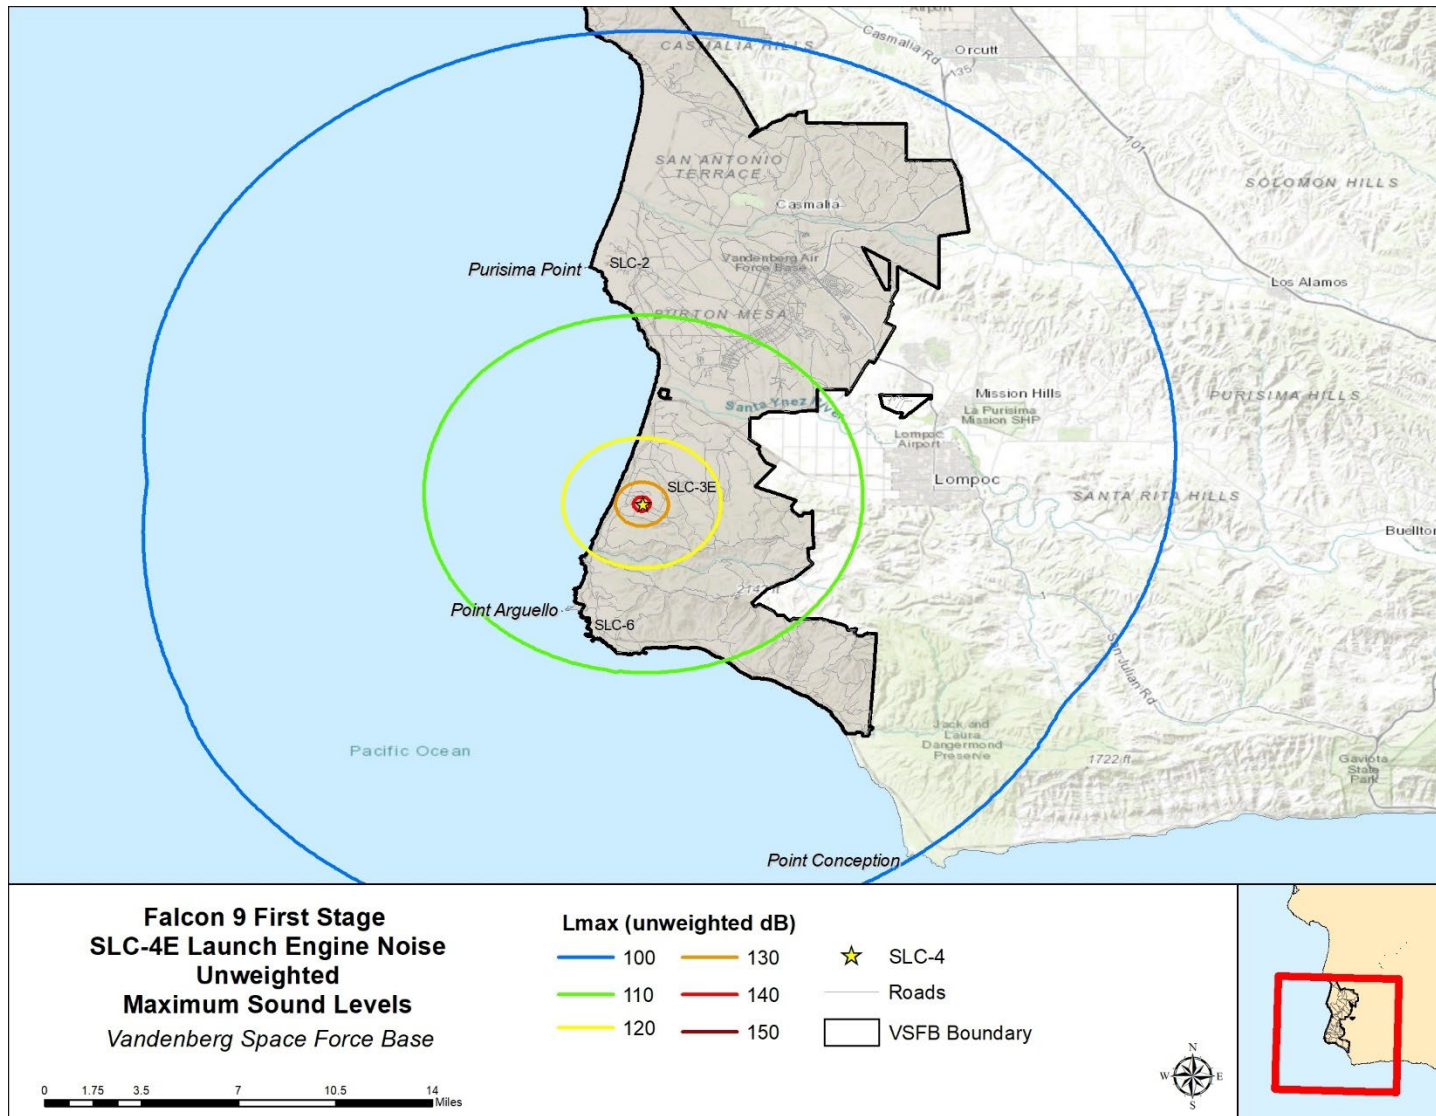 Airport
CASMALIA HILLS
Casmalia Rd
Orcutt
135
101
SAN ANTONIO
TERRACE
SOLOMON HILLS
Casmalia
Purisima Point
SLC-2
Vandenberg Air
Force Base
Los Alamos
BURTON MESA
Santa Ynez River
Mission Hills
La Purisima
Mission SHP
PURISIMA HILLS
Lompoc
Airport
SLC-3E
Lompoc
SANTA RITA HILLS
Buellton
2142 ft
1
Point Arguello
SLC-6
San Julian Rd
Pacific Ocean
Jack and
Laura
Dangermond
Preserve
1722 ft
Gaviota
State
Park
Point Conception
Falcon 9 First Stage
SLC-4E Launch Engine Noise
Unweighted
Maximum Sound Levels
Vandenberg Space Force Base
0 1.75 3.5 7 10.5 14
Miles
Lmax (unweighted dB)
100
110
120
130
140
150
SLC-4
Roads
VSFB Boundary
N
W E
S